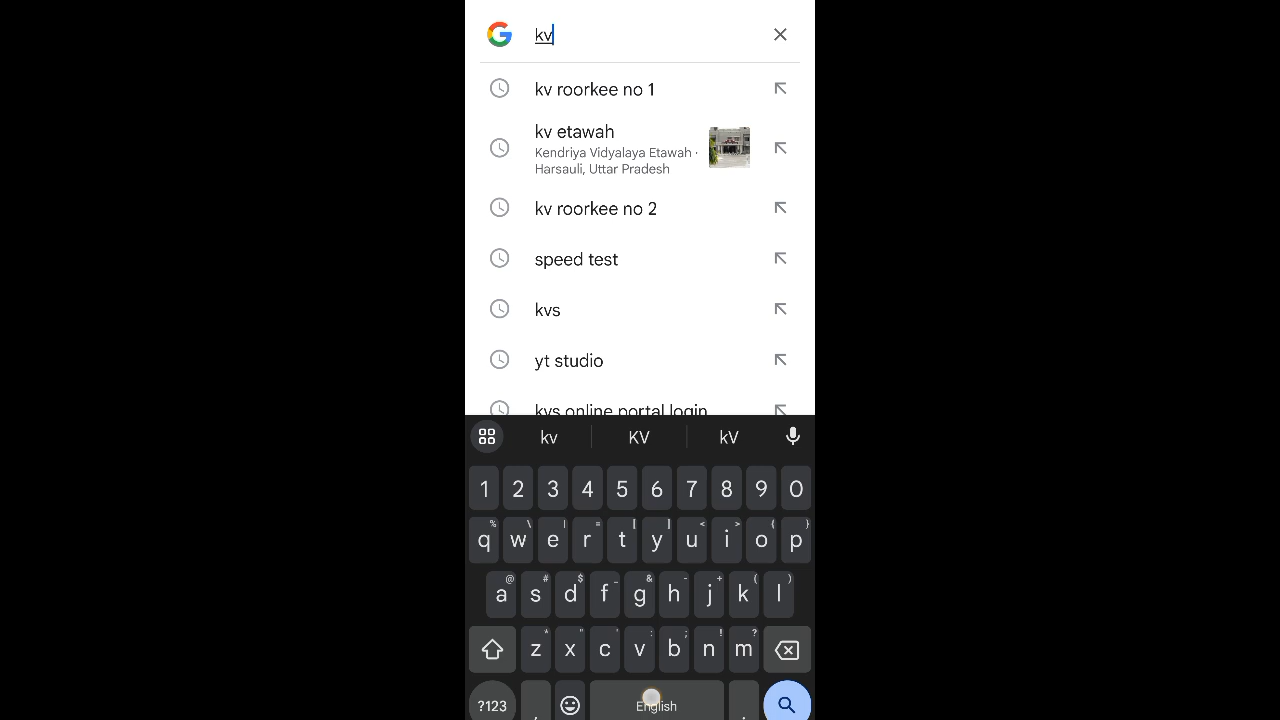 kv
kv roorkee no 1
kv etawah
Kendriya Vidyalaya Etawah ·
Harsauli, Uttar Pradesh
kv roorkee no 2
speed test
kvs
yt studio
kvs online portal login
kv KV kV
1 2 3 4 5 6 7 8 9 0
% \ | = [ ] < > { }
q w e r t y u i o p
@ # $ _ & - + ( )
a s d f g h j k l
* " ' : ; ! ?
z x c v b n m
?123 , English .